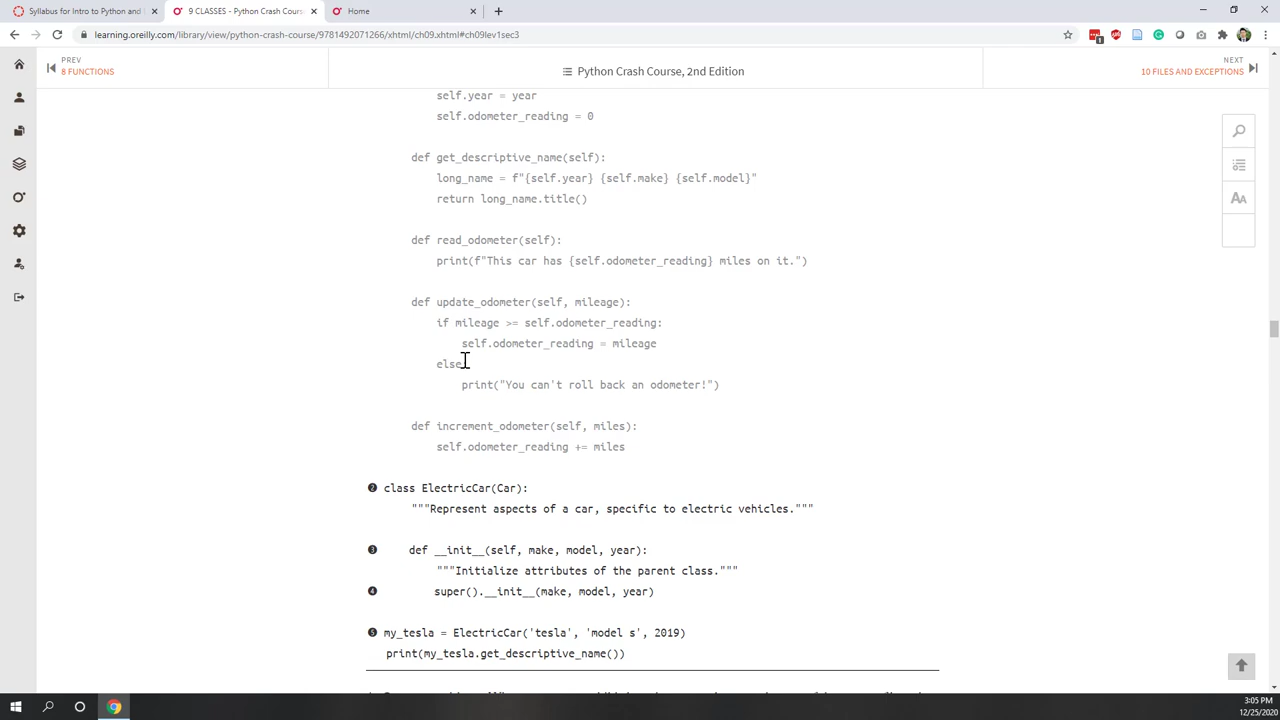 Syllabus for Intro to Python and
9 CLASSES - Python Crash Cours
Home
learning.oreilly.com/library/view/python-crash-course/9781492071266/xhtml/ch09.xhtml#ch09lev1sec3
PREV
8 FUNCTIONS
Python Crash Course, 2nd Edition
NEXT
10 FILES AND EXCEPTIONS
self.year = year
self.odometer_reading = 0
def get_descriptive_name(self):
long_name = f"{self.year} {self.make} {self.model}"
return long_name.title()
def read_odometer(self):
print(f"This car has {self.odometer_reading} miles on it.")
def update_odometer(self, mileage):
if mileage >= self.odometer_reading:
self.odometer_reading = mileage
else
print("You can't roll back an odometer!")
def increment_odometer(self, miles):
self.odometer_reading += miles
❷ class ElectricCar(Car):
"""Represent aspects of a car, specific to electric vehicles."""
❸ def __init__(self, make, model, year):
"""Initialize attributes of the parent class."""
❹ super().__init__(make, model, year)
❺ my_tesla = ElectricCar('tesla', 'model s', 2019)
print(my_tesla.get_descriptive_name())
AA
1
3:05 PM
12/25/2020